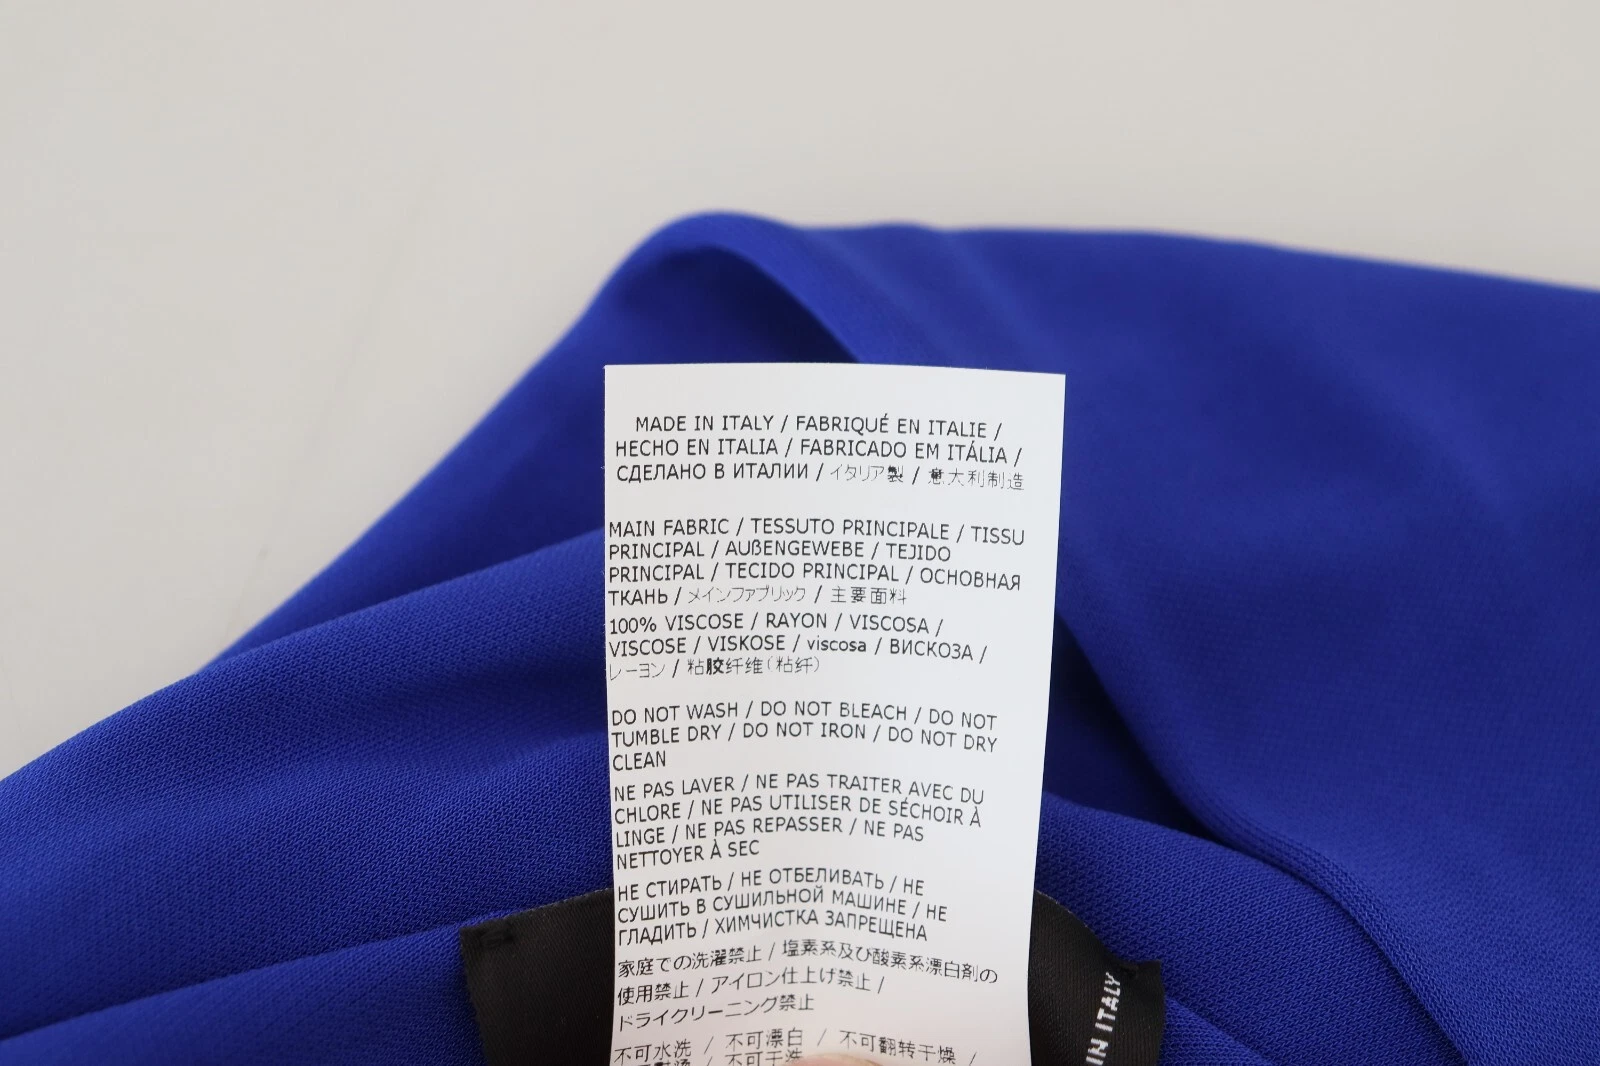 MADE IN ITALY / FABRIQUÉ EN ITALIE /
HECHO EN ITALIA / FABRICADO EM ITÁLIA /
СДЕЛАНО В ИТАЛИИ / イタリア製 / 意大利制造
MAIN FABRIC / TESSUTO PRINCIPALE / TISSU
PRINCIPAL / AUßENGEWEBE / TEJIDO
PRINCIPAL / TECIDO PRINCIPAL / ОСНОВНАЯ
ТКАНЬ / メインファブリック / 主要面料
100% VISCOSE / RAYON / VISCOSA /
VISCOSE / VISKOSE / viscosa / ВИСКОЗА /
レーヨン / 粘胶纤维(粘纤)
DO NOT WASH / DO NOT BLEACH / DO NOT
TUMBLE DRY / DO NOT IRON / DO NOT DRY
CLEAN
NE PAS LAVER / NE PAS TRAITER AVEC DU
CHLORE / NE PAS UTILISER DE SÉCHOIR À
LINGE / NE PAS REPASSER / NE PAS
NETTOYER À SEC
НЕ СТИРАТЬ / НЕ ОТБЕЛИВАТЬ / НЕ
СУШИТЬ В СУШИЛЬНОЙ МАШИНЕ / НЕ
ГЛАДИТЬ / ХИМЧИСТКА ЗАПРЕЩЕНА
家庭での洗濯禁止 / 塩素系及び酸素系漂白剤の
使用禁止 / アイロン仕上げ禁止 /
ドライクリーニング禁止
不可水洗 / 不可漂白 / 不可翻转干燥 /
/ 不可干洗
IN ITALY